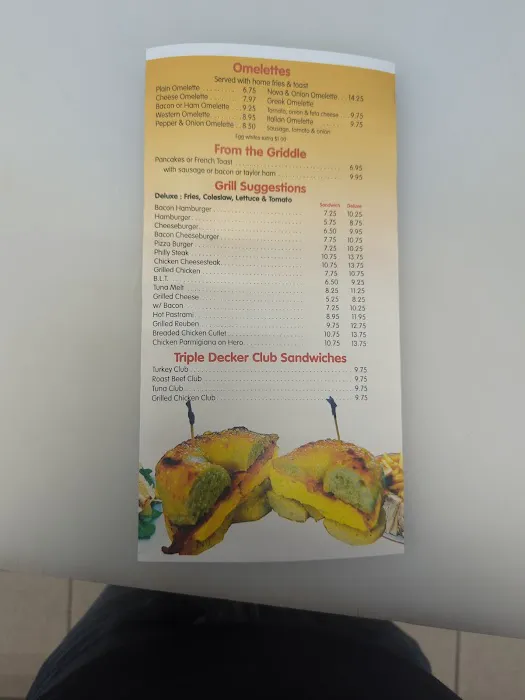 Omelettes
Served with home fries & toast
Plain Omelette 6.75
Cheese Omelette 7.97
Bacon or Ham Omelette 9.25
Western Omelette 8.95
Pepper & Onion Omelette 8.50
Nova & Onion Omelette 14.25
Greek Omelette
Tomato, onion & feta cheese 9.75
Italian Omelette 9.75
Sausage, tomato & onion
Egg whites extra $1.00
From the Griddle
Pancakes or French Toast 6.95
with sausage or bacon or taylor ham 9.95
Grill Suggestions
Deluxe : Fries, Coleslaw, Lettuce & Tomato
Sandwich Deluxe
Bacon Hamburger 7.25 10.25
Hamburger 5.75 8.75
Cheeseburger 6.50 9.95
Bacon Cheeseburger 7.75 10.75
Pizza Burger 7.25 10.25
Philly Steak 10.75 13.75
Chicken Cheesesteak 10.75 13.75
Grilled Chicken 7.75 10.75
B.L.T. 6.50 9.25
Tuna Melt 8.25 11.25
Grilled Cheese 5.25 8.25
w/ Bacon 7.25 10.25
Hot Pastrami 8.95 11.95
Grilled Reuben 9.75 12.75
Breaded Chicken Cutlet 10.75 13.75
Chicken Parmigiana on Hero 10.75 13.75
Triple Decker Club Sandwiches
Turkey Club 9.75
Roast Beef Club 9.75
Tuna Club 9.75
Grilled Chicken Club 9.75